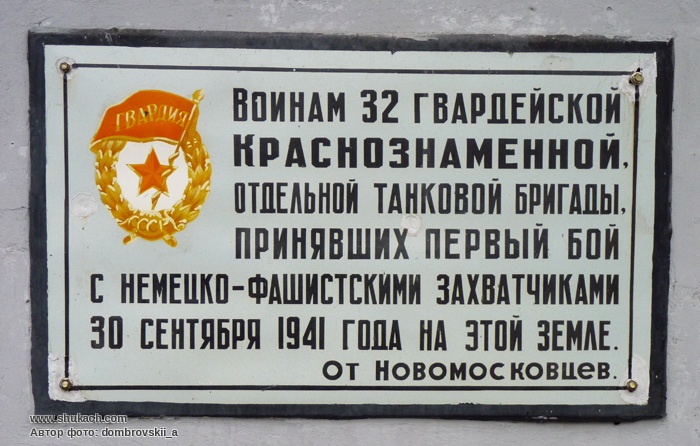 ГВАРДИЯ
СССР
Воинам 32 гвардейской
Краснознаменной,
отдельной танковой бригады,
принявших первый бой
с немецко-фашистскими захватчиками
30 сентября 1941 года на этой земле.
От Новомосковцев.
www.shukach.com
Автор фото: dombrovskii_a